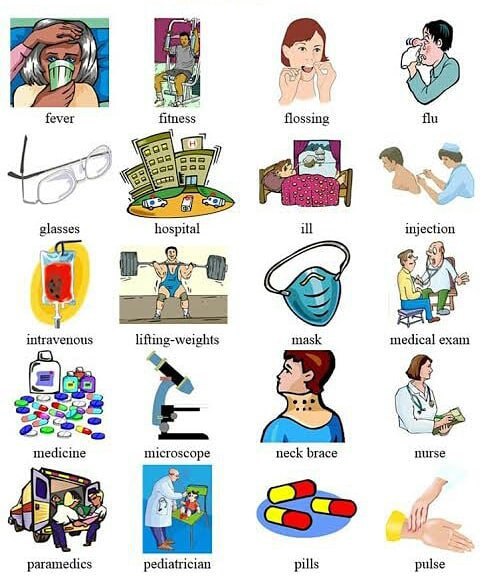 fever fitness flossing flu
glasses hospital ill injection
H
intravenous lifting-weights mask medical exam
medicine microscope neck brace nurse
paramedics pediatrician pills pulse